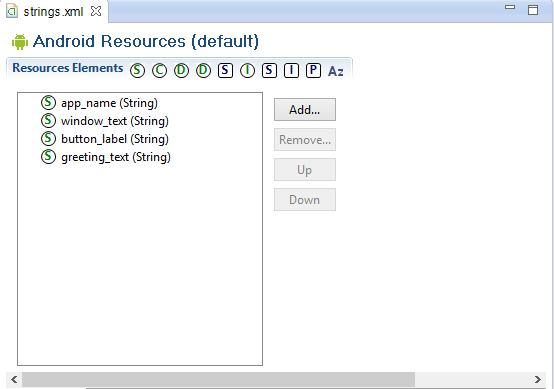 strings.xml
Android Resources (default)
Resources Elements S C D D S I S I P Az
S app_name (String)
S window_text (String)
S button_label (String)
S greeting_text (String)
Add...
Remove...
Up
Down